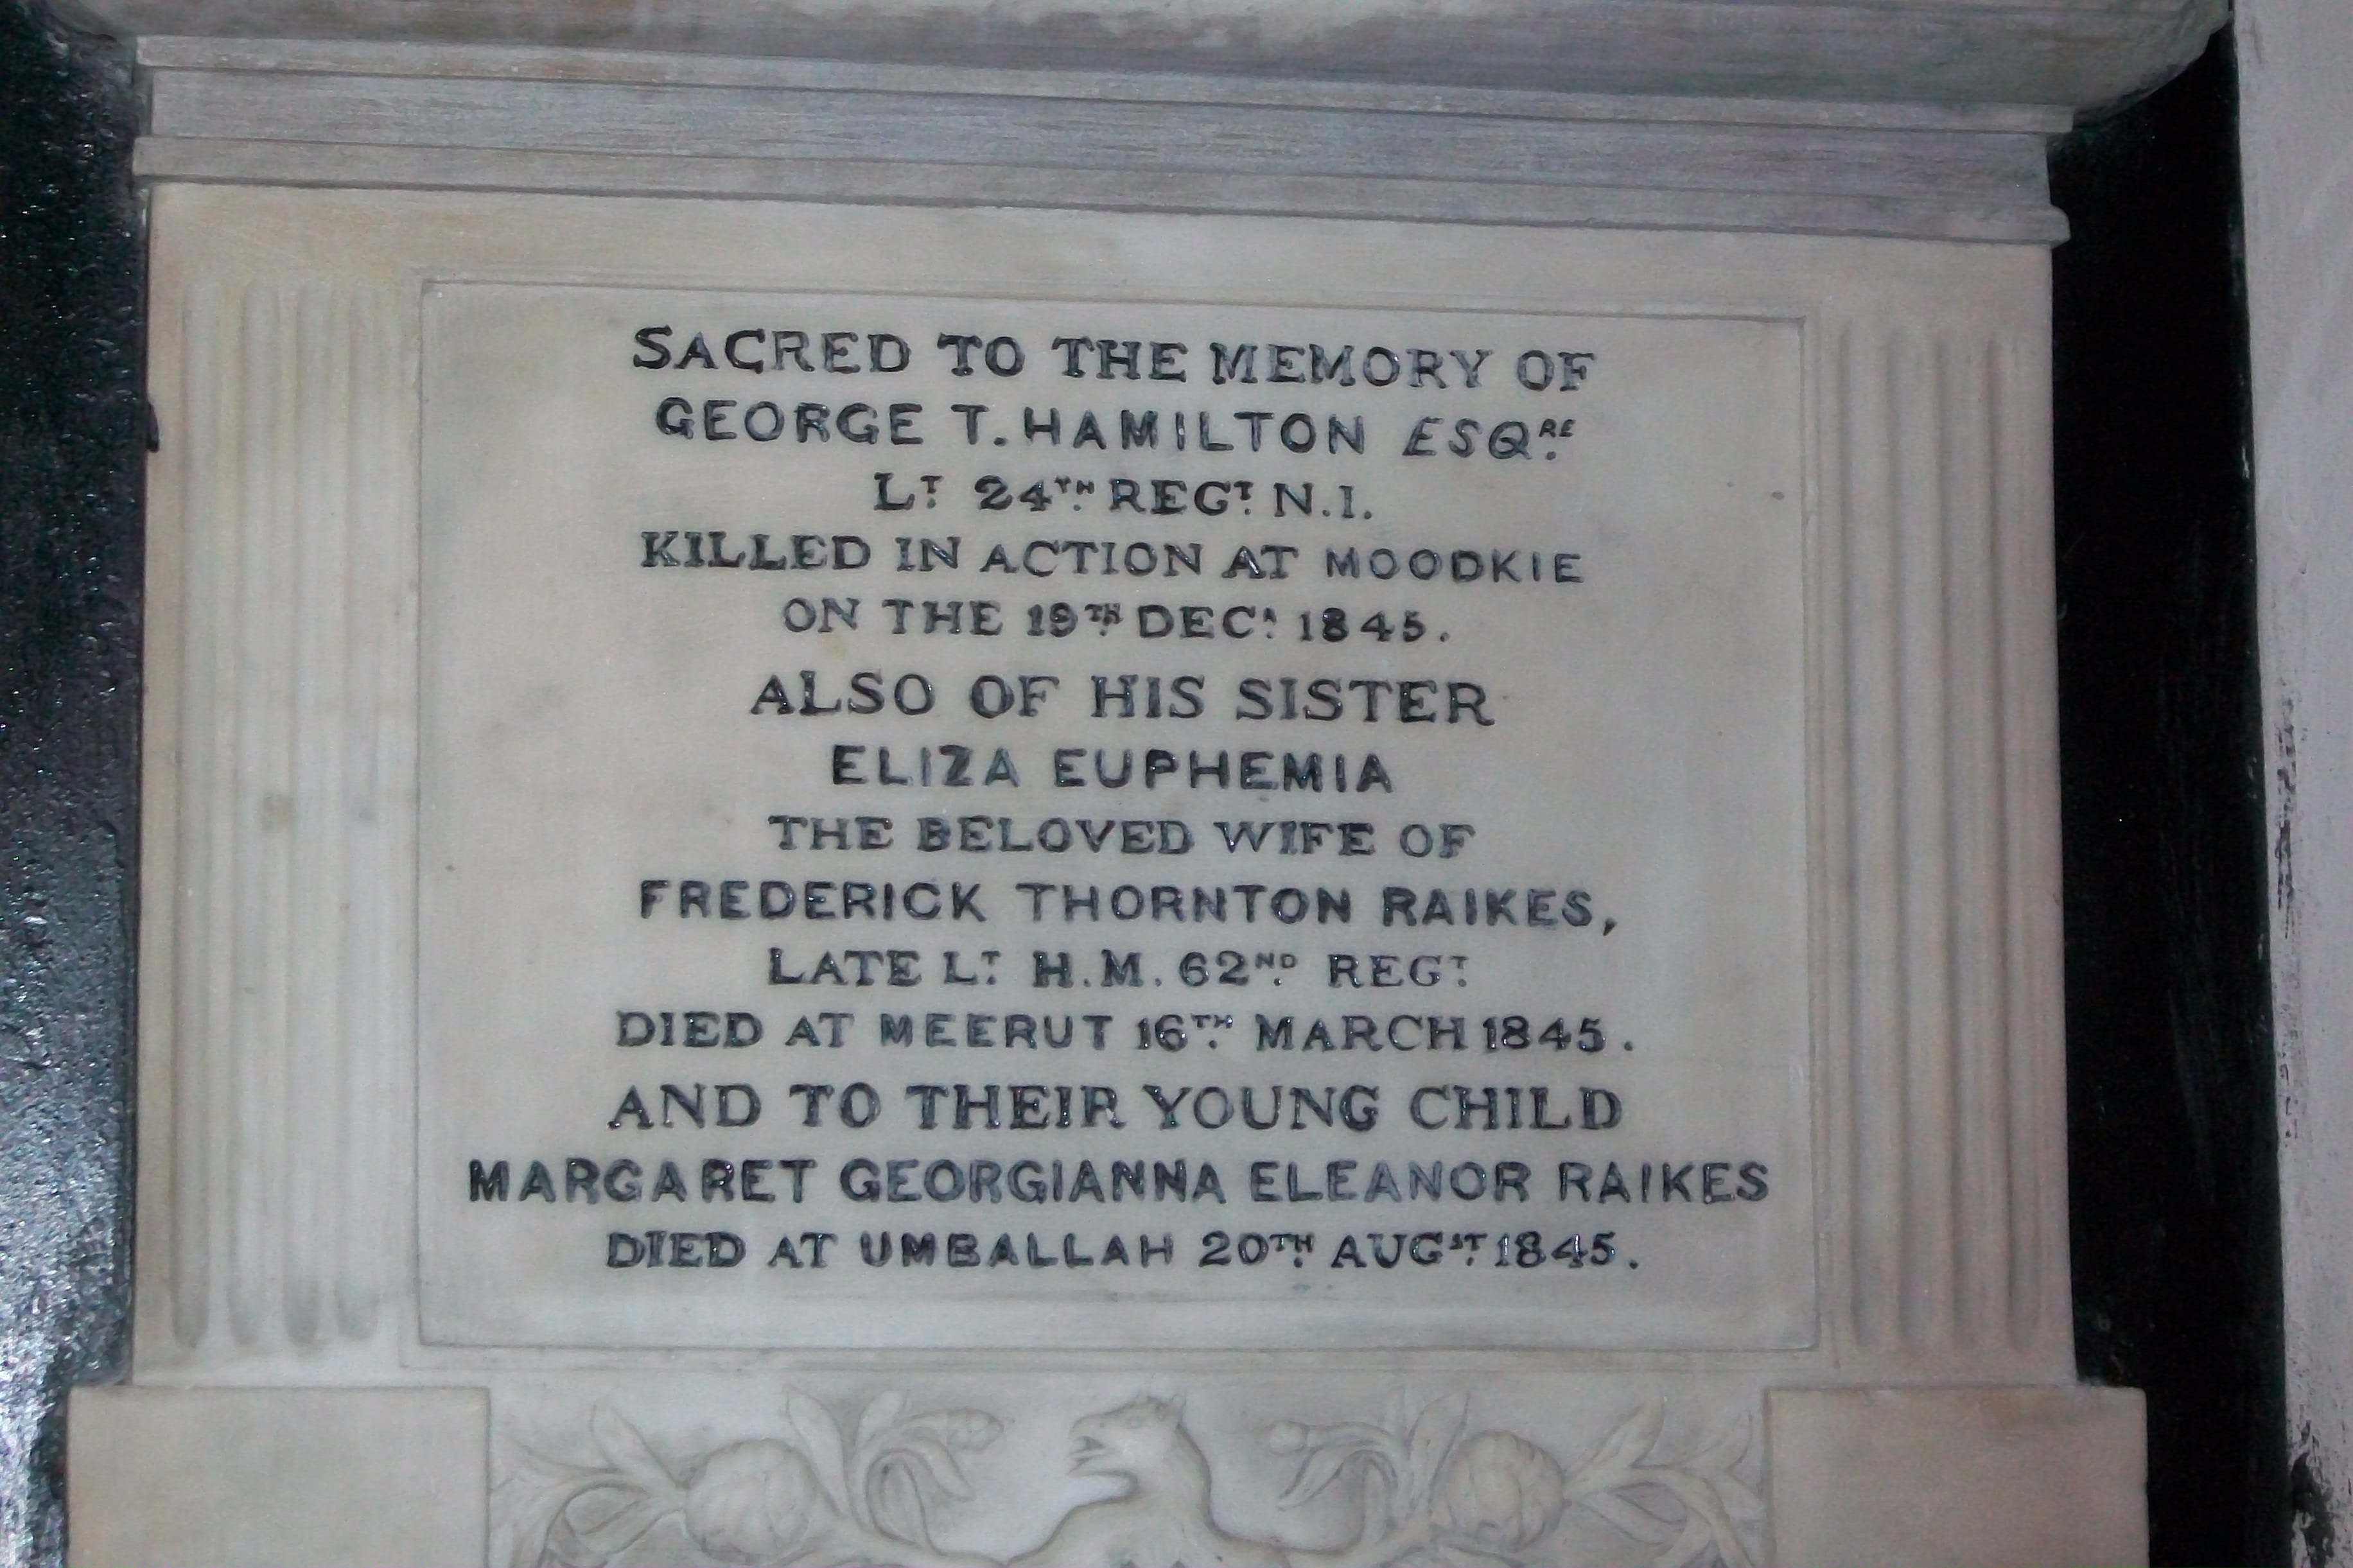 SACRED TO THE MEMORY OF
GEORGE T. HAMILTON ESQRE.
LT. 24TH. REGT. N.I.
KILLED IN ACTION AT MOODKIE
ON THE 19TH. DECR. 1845.
ALSO OF HIS SISTER
ELIZA EUPHEMIA
THE BELOVED WIFE OF
FREDERICK THORNTON RAIKES,
LATE LT. H.M. 62ND. REGT.
DIED AT MEERUT 16TH. MARCH 1845.
AND TO THEIR YOUNG CHILD
MARGARET GEORGIANNA ELEANOR RAIKES
DIED AT UMBALLAH 20TH. AUGST. 1845.